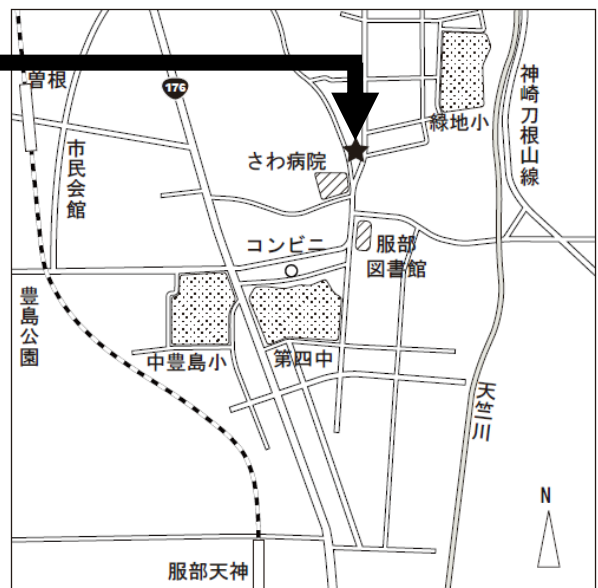 曽根
176
緑地小
神崎刀根山線
市民会館
さわ病院
コンビニ
服部
図書館
豊島公園
中豊島小
第四中
天竺川
N
服部天神